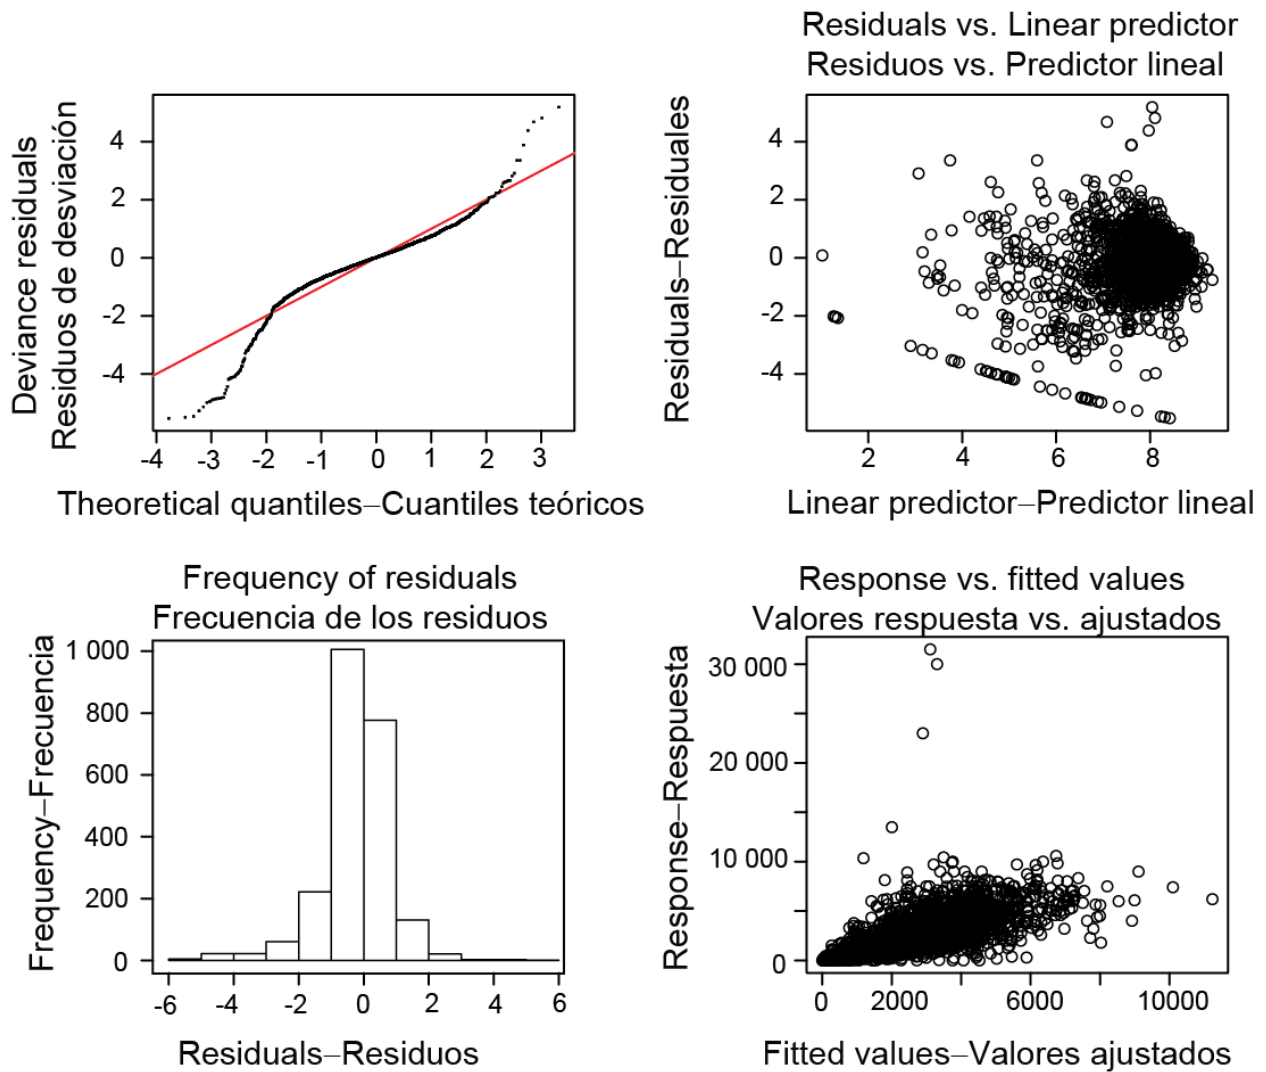 Deviance residuals
Residuos de desviación
4
2
0
-2
-4
-4 -3 -2 -1 0 1 2 3
Theoretical quantiles–Cuantiles teóricos
Residuals vs. Linear predictor
Residuos vs. Predictor lineal
Residuals–Residuales
4
2
0
-2
-4
2 4 6 8
Linear predictor–Predictor lineal
Frequency of residuals
Frecuencia de los residuos
Frequency–Frecuencia
1 000
800
600
400
200
0
-6 -4 -2 0 2 4 6
Residuals–Residuos
Response vs. fitted values
Valores respuesta vs. ajustados
Response–Respuesta
30 000
20 000
10 000
0
0 2000 6000 10000
Fitted values–Valores ajustados